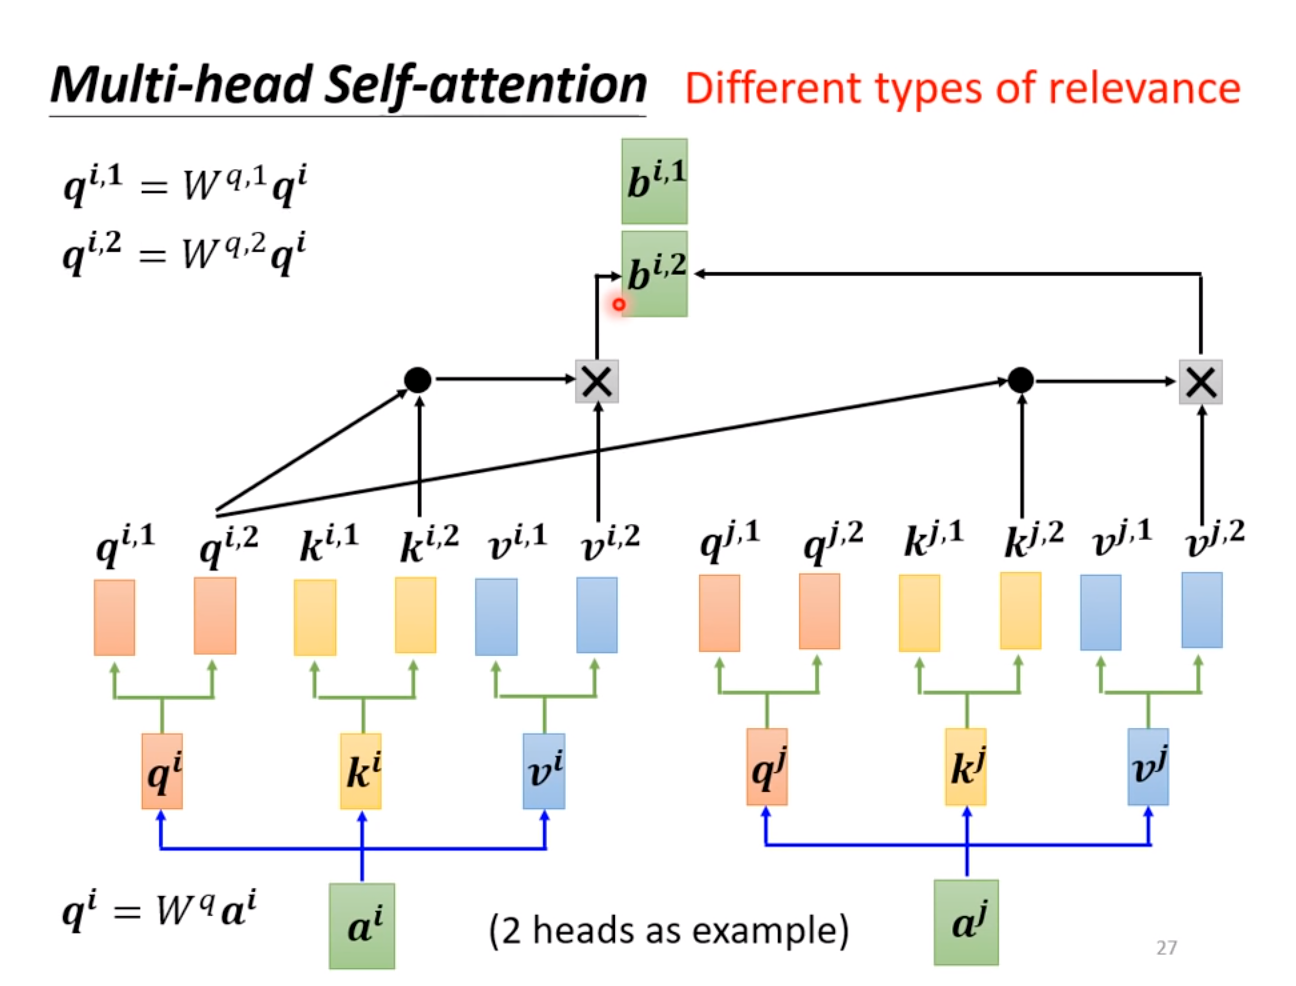 Multi-head Self-attention Different types of relevance
q^{i,1} = W^{q,1}q^i
q^{i,2} = W^{q,2}q^i
b^{i,1}
b^{i,2}
q^{i,1} q^{i,2} k^{i,1} k^{i,2} v^{i,1} v^{i,2} q^{j,1} q^{j,2} k^{j,1} k^{j,2} v^{j,1} v^{j,2}
q^i k^i v^i q^j k^j v^j
q^i = W^q a^i
a^i
(2 heads as example)
a^j
27